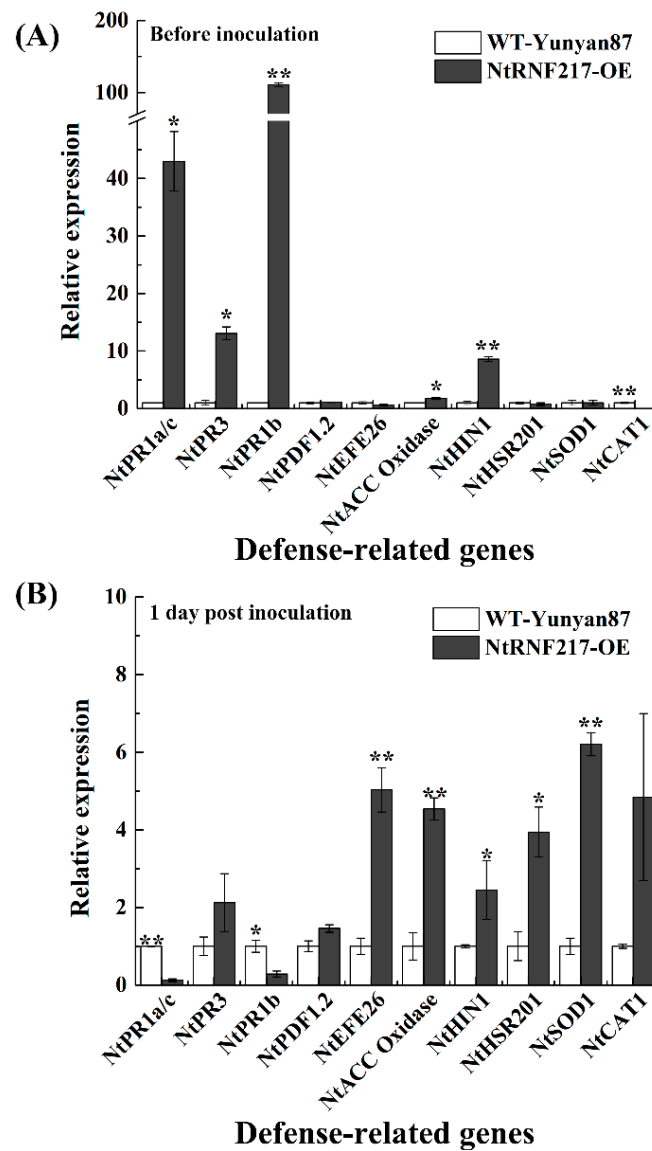 (A)
Before inoculation
WT-Yunyan87
NtRNF217-OE
Relative expression
200
100
40
30
20
10
0
*
*
**
*
**
**
NtPR1a/c
NtPR3
NtPR1b
NtPDF1.2
NtEFE26
NtACC Oxidase
NtHIN1
NtHSR201
NtSOD1
NtCAT1
Defense-related genes
(B)
1 day post inoculation
WT-Yunyan87
NtRNF217-OE
Relative expression
10
8
6
4
2
0
**
*
**
**
*
*
**
NtPR1a/c
NtPR3
NtPR1b
NtPDF1.2
NtEFE26
NtACC Oxidase
NtHIN1
NtHSR201
NtSOD1
NtCAT1
Defense-related genes